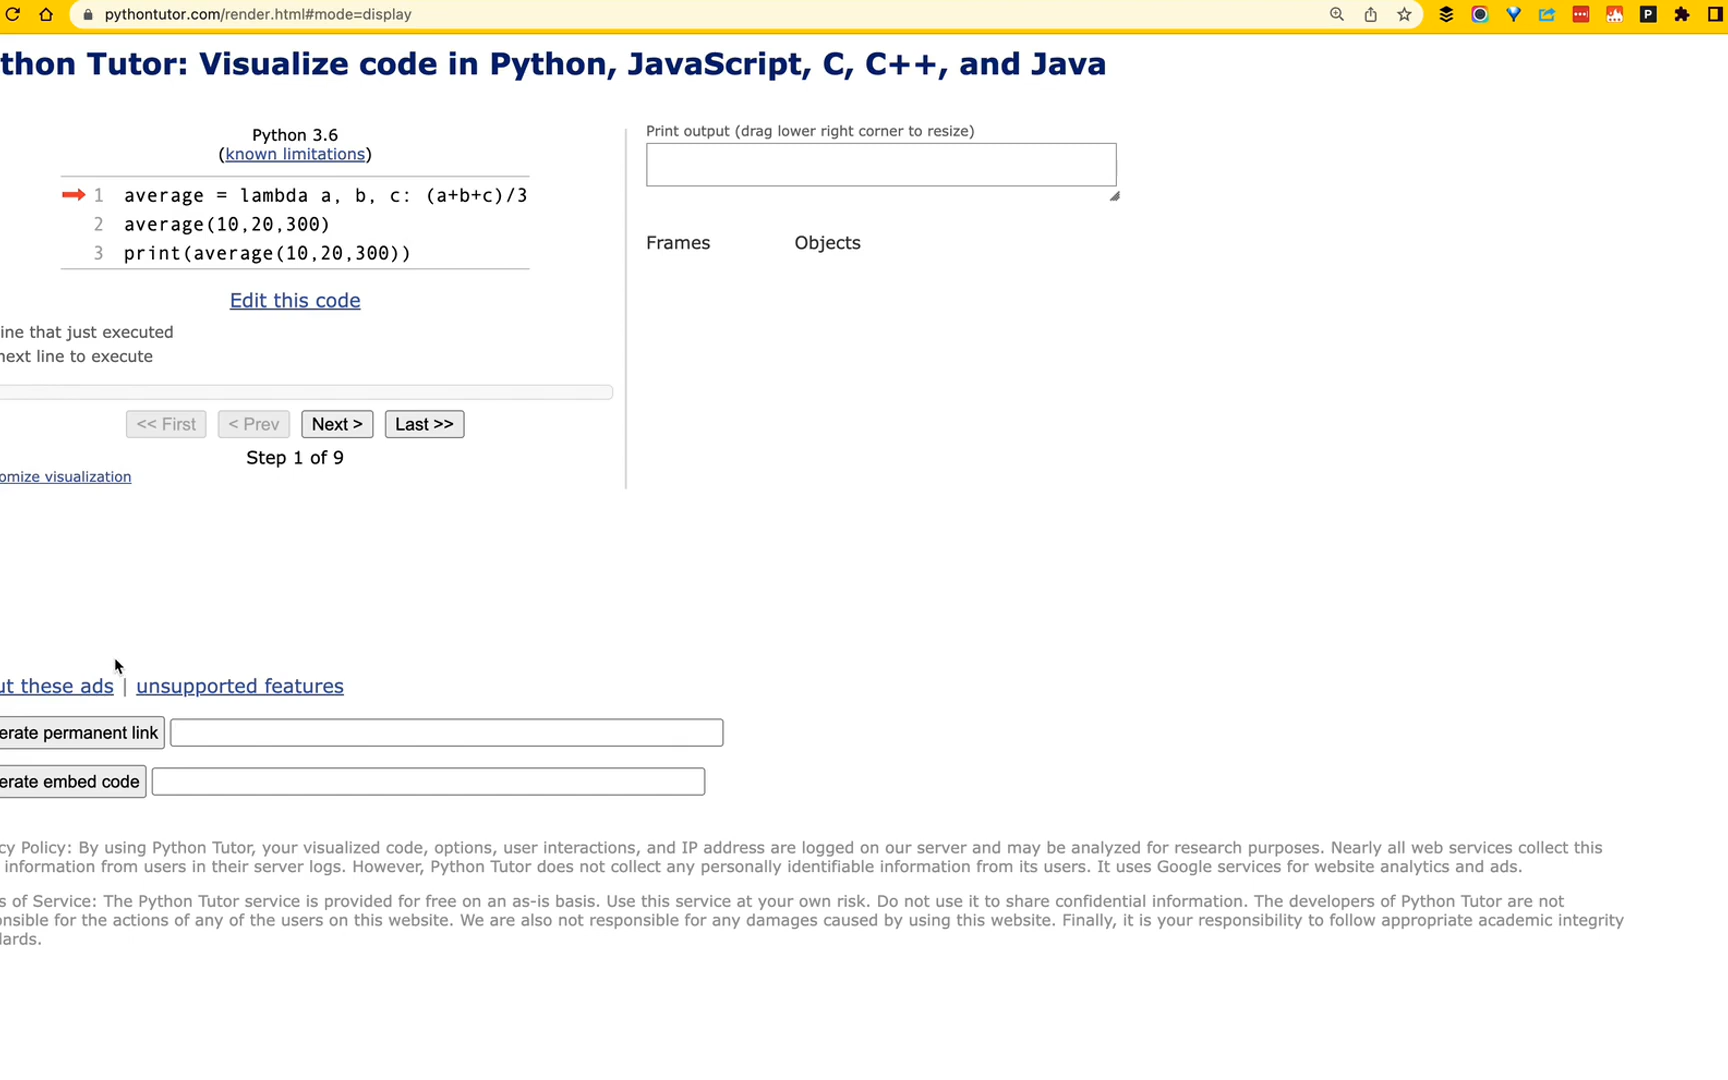 pythontutor.com/render.html#mode=display
P
thon Tutor: Visualize code in Python, JavaScript, C, C++, and Java
Python 3.6
(known limitations)
1 average = lambda a, b, c: (a+b+c)/3
2 average(10,20,300)
3 print(average(10,20,300))
Edit this code
ine that just executed
next line to execute
<< First < Prev Next > Last >>
Step 1 of 9
omize visualization
Print output (drag lower right corner to resize)
Frames Objects
ut these ads | unsupported features
erate permanent link
erate embed code
cy Policy: By using Python Tutor, your visualized code, options, user interactions, and IP address are logged on our server and may be analyzed for research purposes. Nearly all web services collect this
information from users in their server logs. However, Python Tutor does not collect any personally identifiable information from its users. It uses Google services for website analytics and ads.
s of Service: The Python Tutor service is provided for free on an as-is basis. Use this service at your own risk. Do not use it to share confidential information. The developers of Python Tutor are not
onsible for the actions of any of the users on this website. We are also not responsible for any damages caused by using this website. Finally, it is your responsibility to follow appropriate academic integrity
dards.